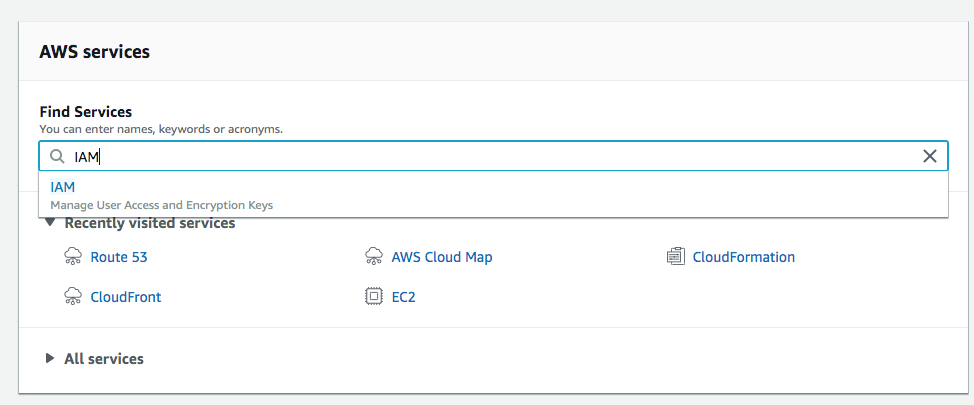 AWS services
Find Services
You can enter names, keywords or acronyms.
IAM
IAM
Manage User Access and Encryption Keys
Recently visited services
Route 53
AWS Cloud Map
CloudFormation
CloudFront
EC2
All services